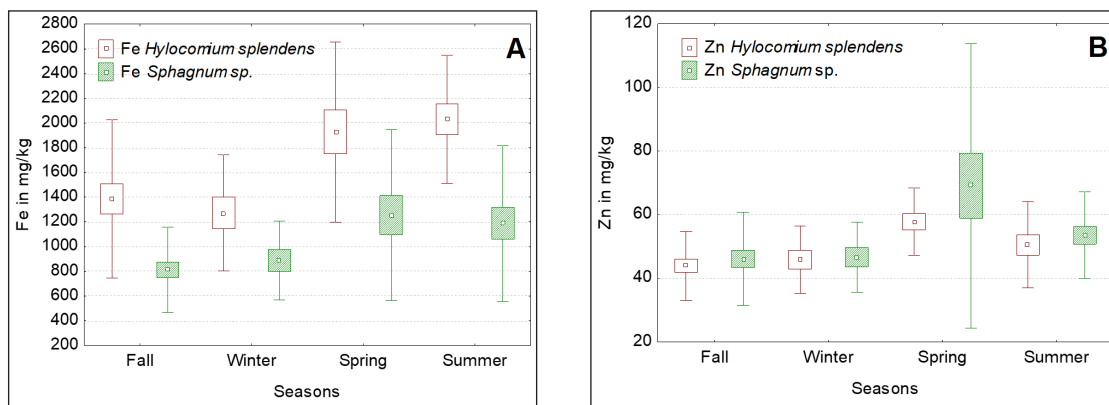 A
Fe Hylocomium splendens
Fe Sphagnum sp.
2800
2600
2400
2200
2000
1800
1600
1400
1200
1000
800
600
400
200
Fe in mg/kg
Fall Winter Spring Summer
Seasons
B
Zn Hylocomium splendens
Zn Sphagnum sp.
120
100
80
60
40
20
Zn in mg/kg
Fall Winter Spring Summer
Seasons